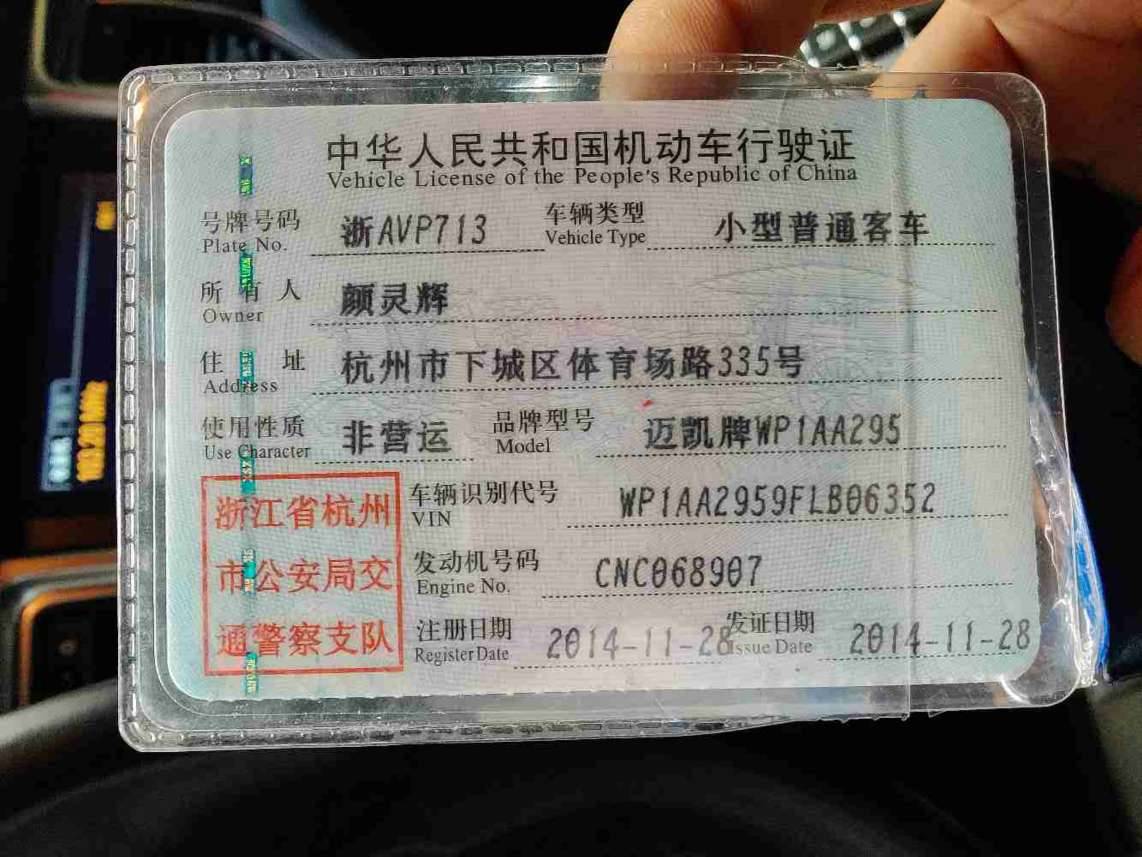 中华人民共和国机动车行驶证
Vehicle License of the People's Republic of China
号牌号码 浙AVP713 车辆类型 小型普通客车
Plate No. Vehicle Type
所有人 颜灵辉
Owner
住址 杭州市下城区体育场路335号
Address
使用性质 非营运 品牌型号 迈凯牌WP1AA295
Use Character Model
浙江省杭州
市公安局交
通警察支队
车辆识别代号 WP1AA2959FLB06352
VIN
发动机号码 CNC068907
Engine No.
注册日期 2014-11-28 发证日期 2014-11-28
Register Date Issue Date